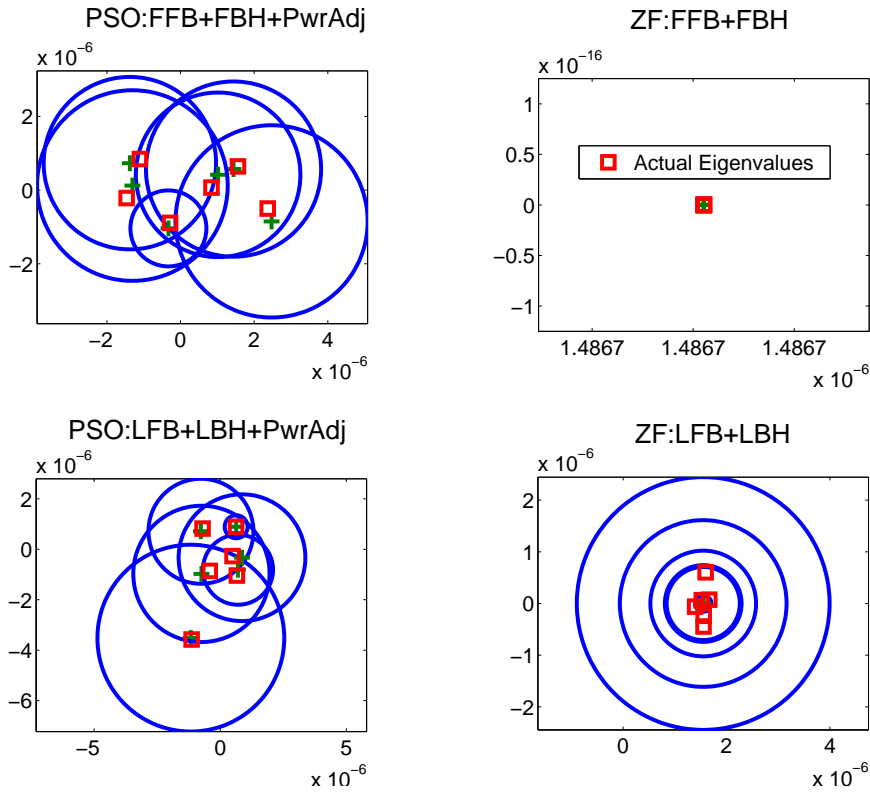 PSO:FFB+FBH+PwrAdj
x 10⁻⁶
2
0
−2
−2
0
2
4
x 10⁻⁶
ZF:FFB+FBH
x 10⁻¹⁶
1
0.5
0
−0.5
−1
Actual Eigenvalues
1.4867
1.4867
1.4867
x 10⁻⁶
PSO:LFB+LBH+PwrAdj
x 10⁻⁶
2
0
−2
−4
−6
−5
0
5
x 10⁻⁶
ZF:LFB+LBH
x 10⁻⁶
2
1
0
−1
−2
0
2
4
x 10⁻⁶